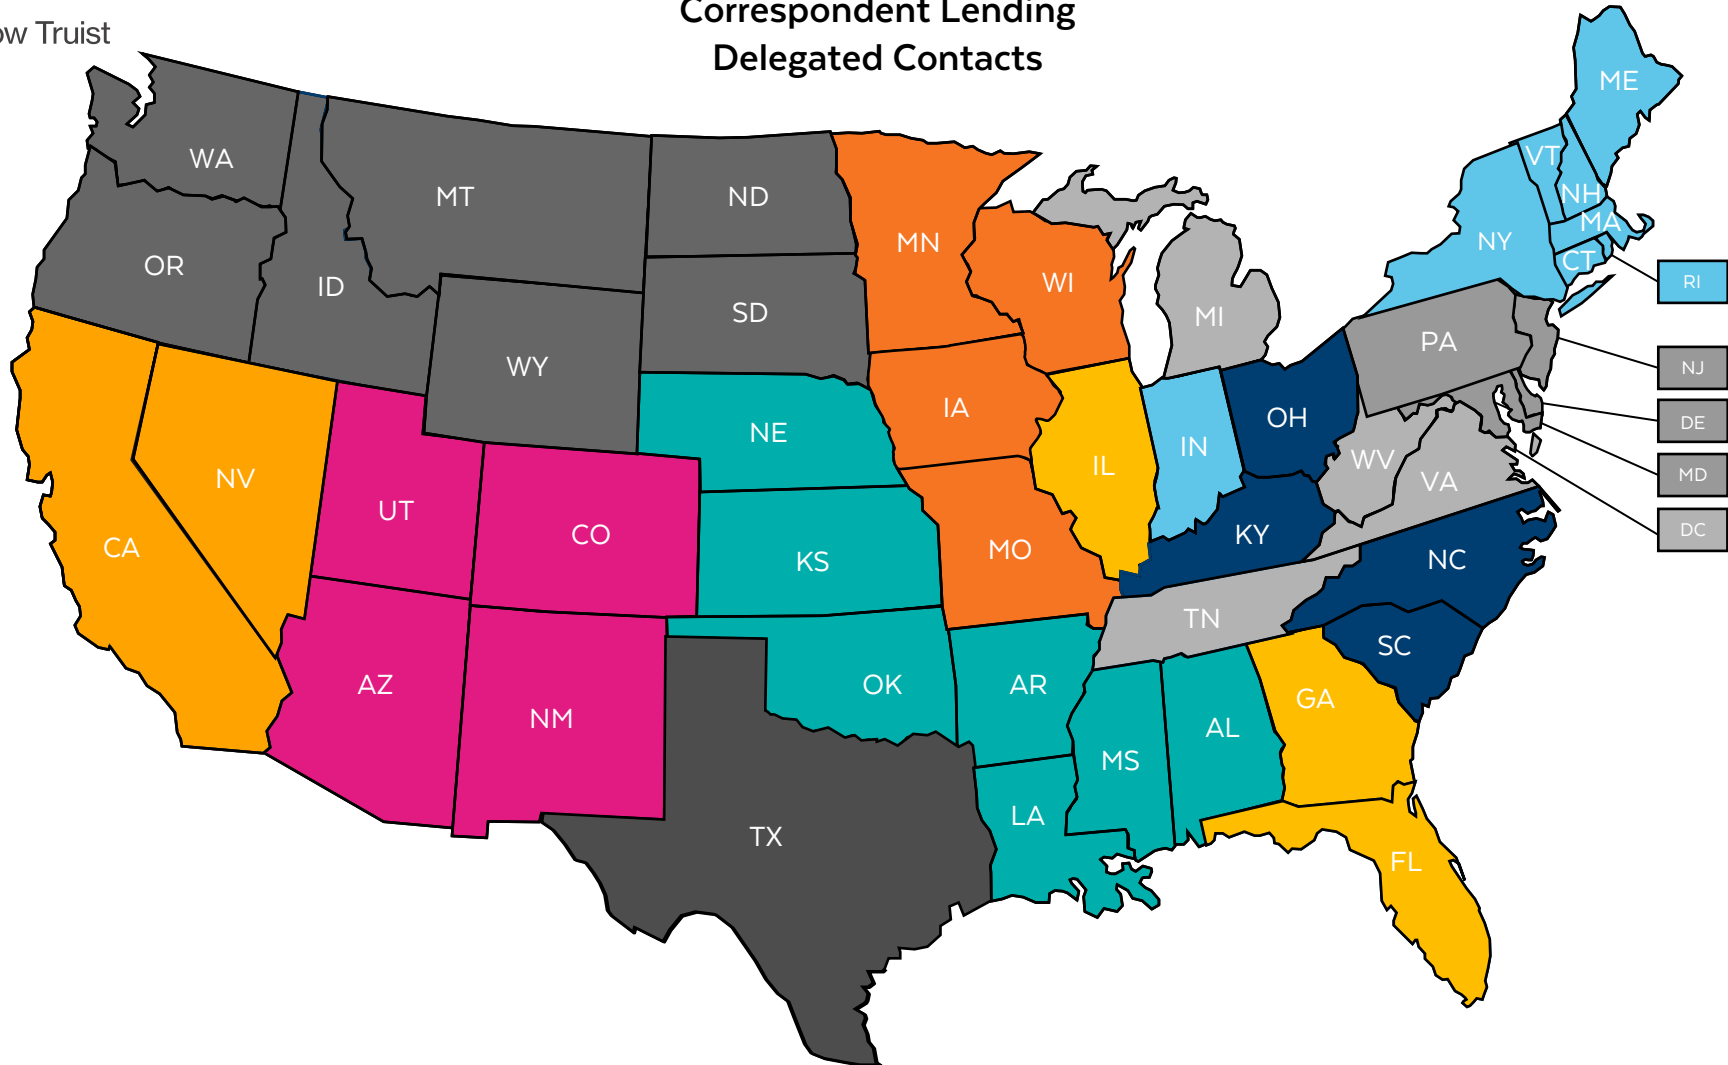 Correspondent Lending
Truist
Delegated Contacts
ME
WA
VT
MT
ND
NH
MA
MN
NY
OR
CT
ID
WI
RI
SD
MI
PA
WY
NJ
IA
OH
DE
NE
IN
WV
IL
NV
VA
MD
UT
CO
KY
DC
CA
KS
MO
NC
TN
SC
AZ
OK
AR
GA
NM
AL
MS
LA
TX
FL